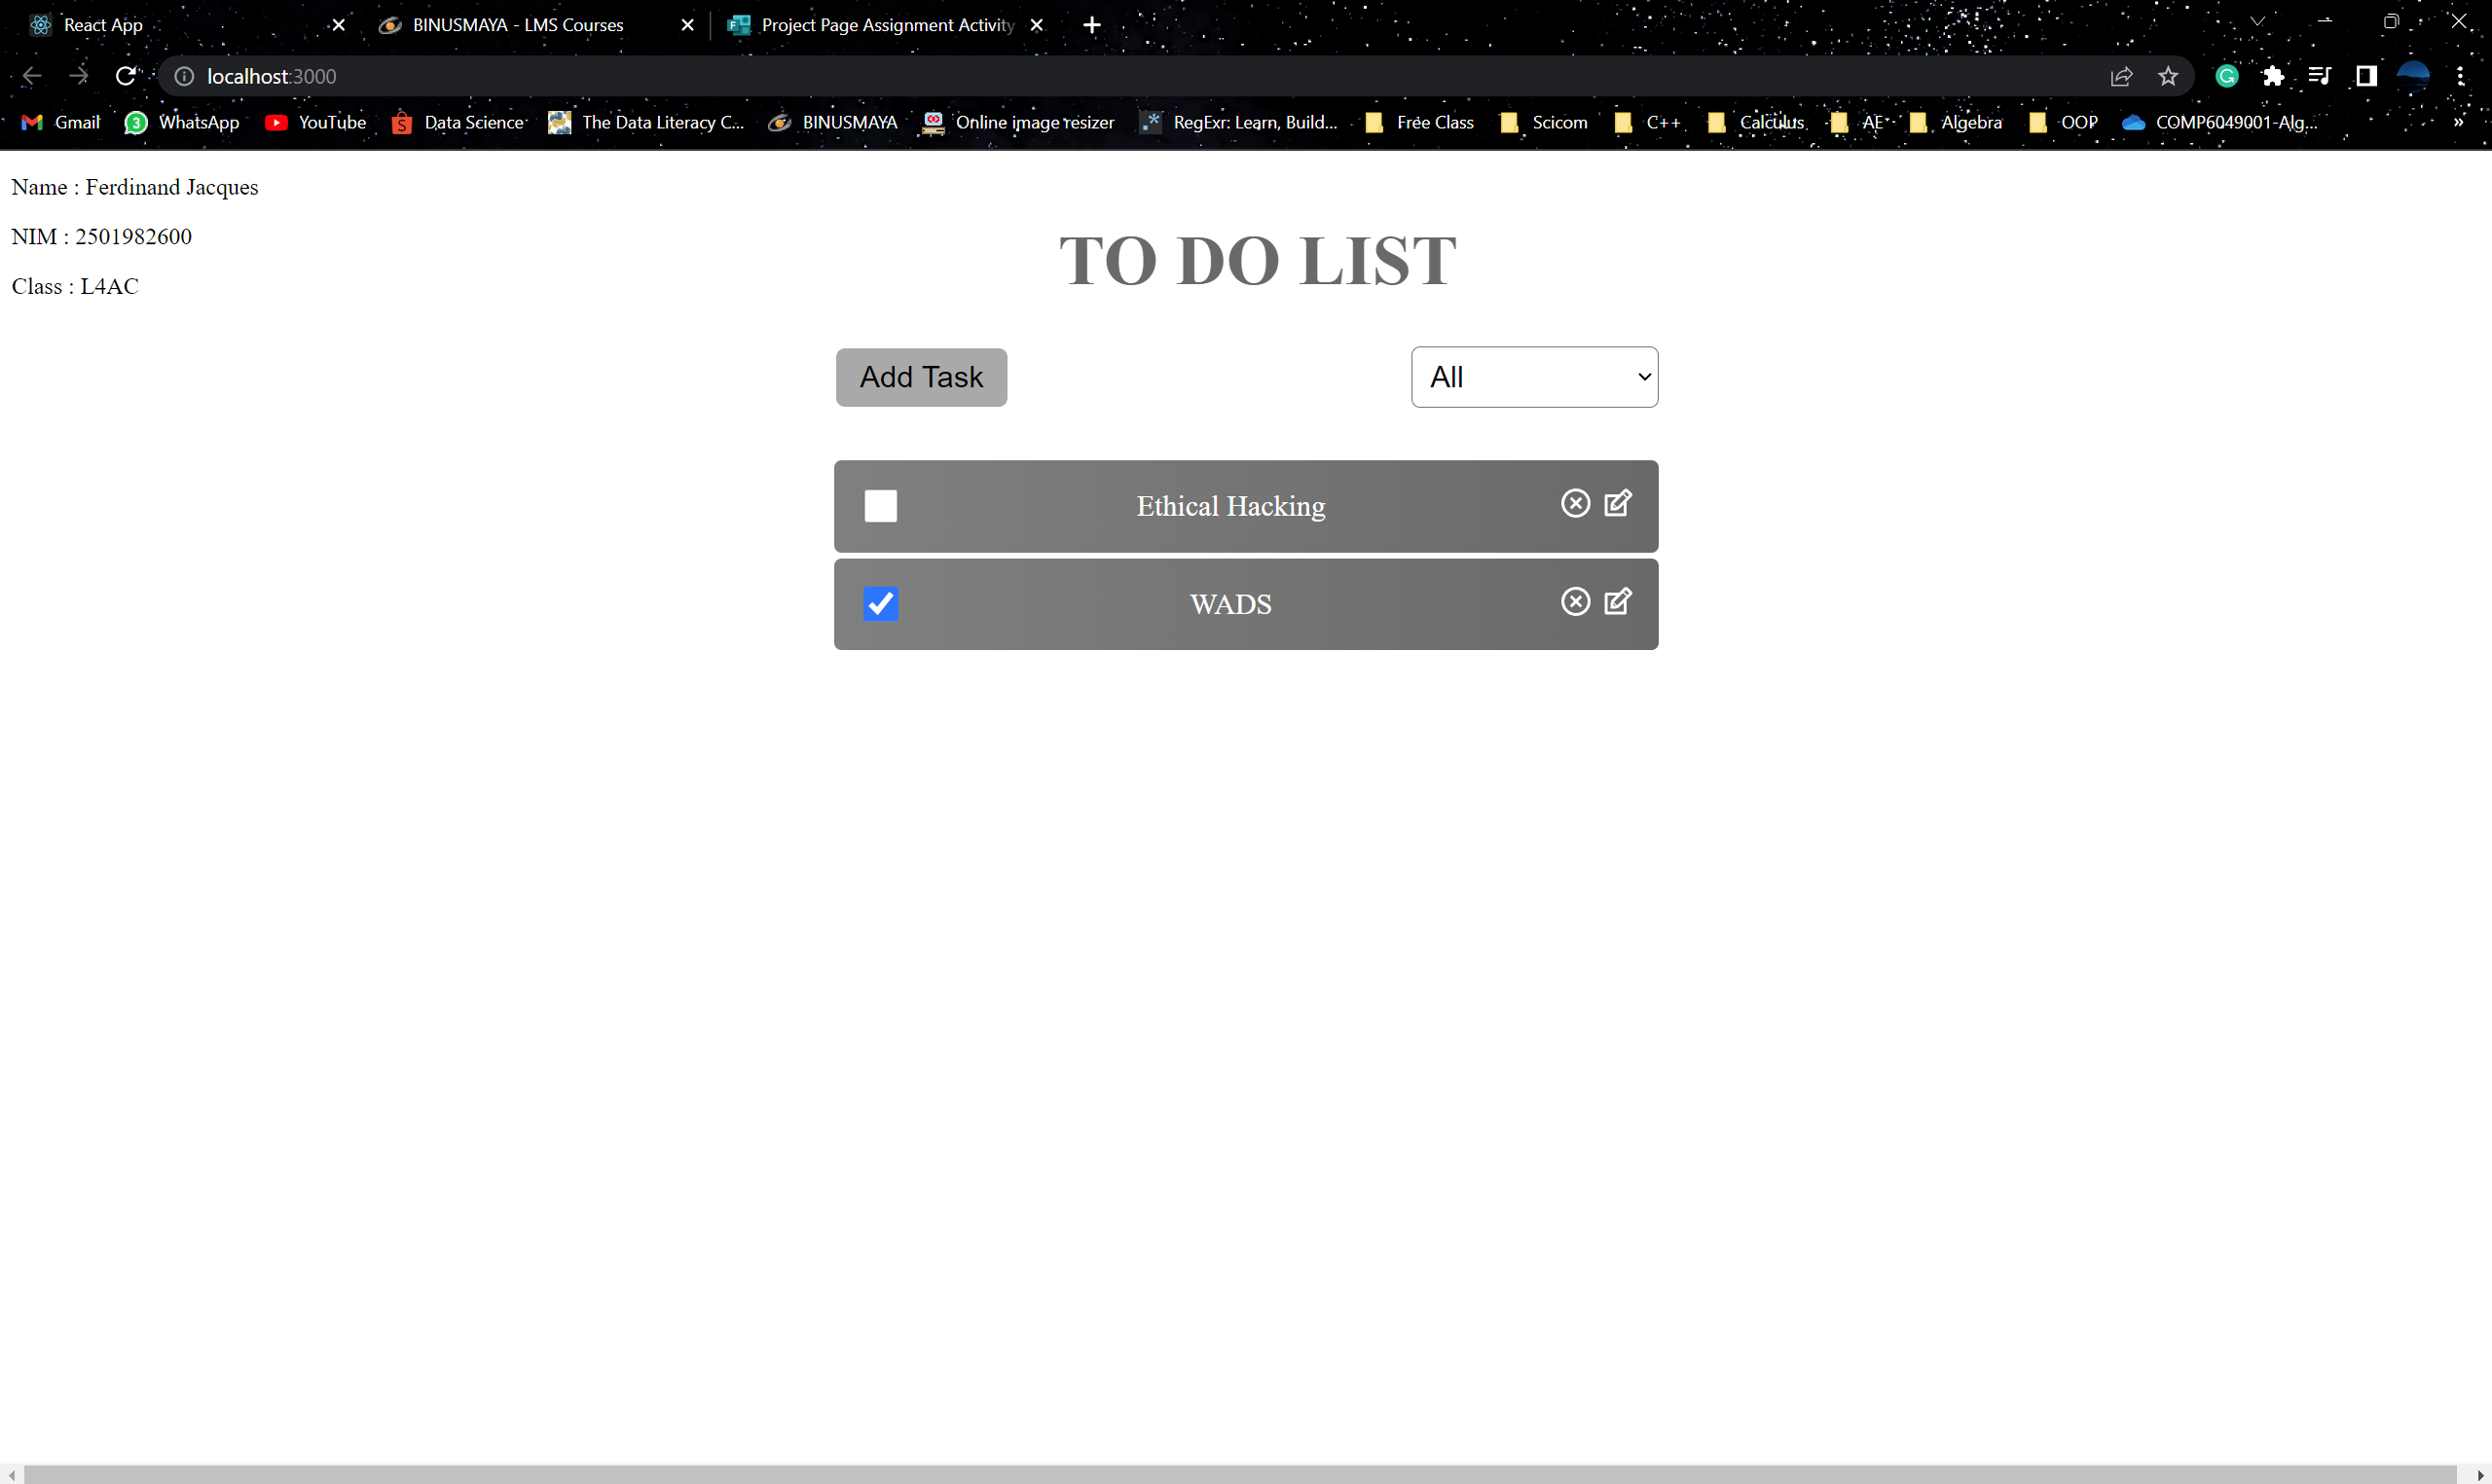 React App
BINUSMAYA - LMS Courses
Project Page Assignment Activity
localhost:3000
Gmail
3
WhatsApp
YouTube
Data Science
The Data Literacy C...
BINUSMAYA
Online image resizer
RegExr: Learn, Build...
Free Class
Scicom
C++
Calculus
AE
Algebra
OOP
COMP6049001-Alg...
»
Name : Ferdinand Jacques
NIM : 2501982600
Class : L4AC
TO DO LIST
Add Task
All
Ethical Hacking
WADS